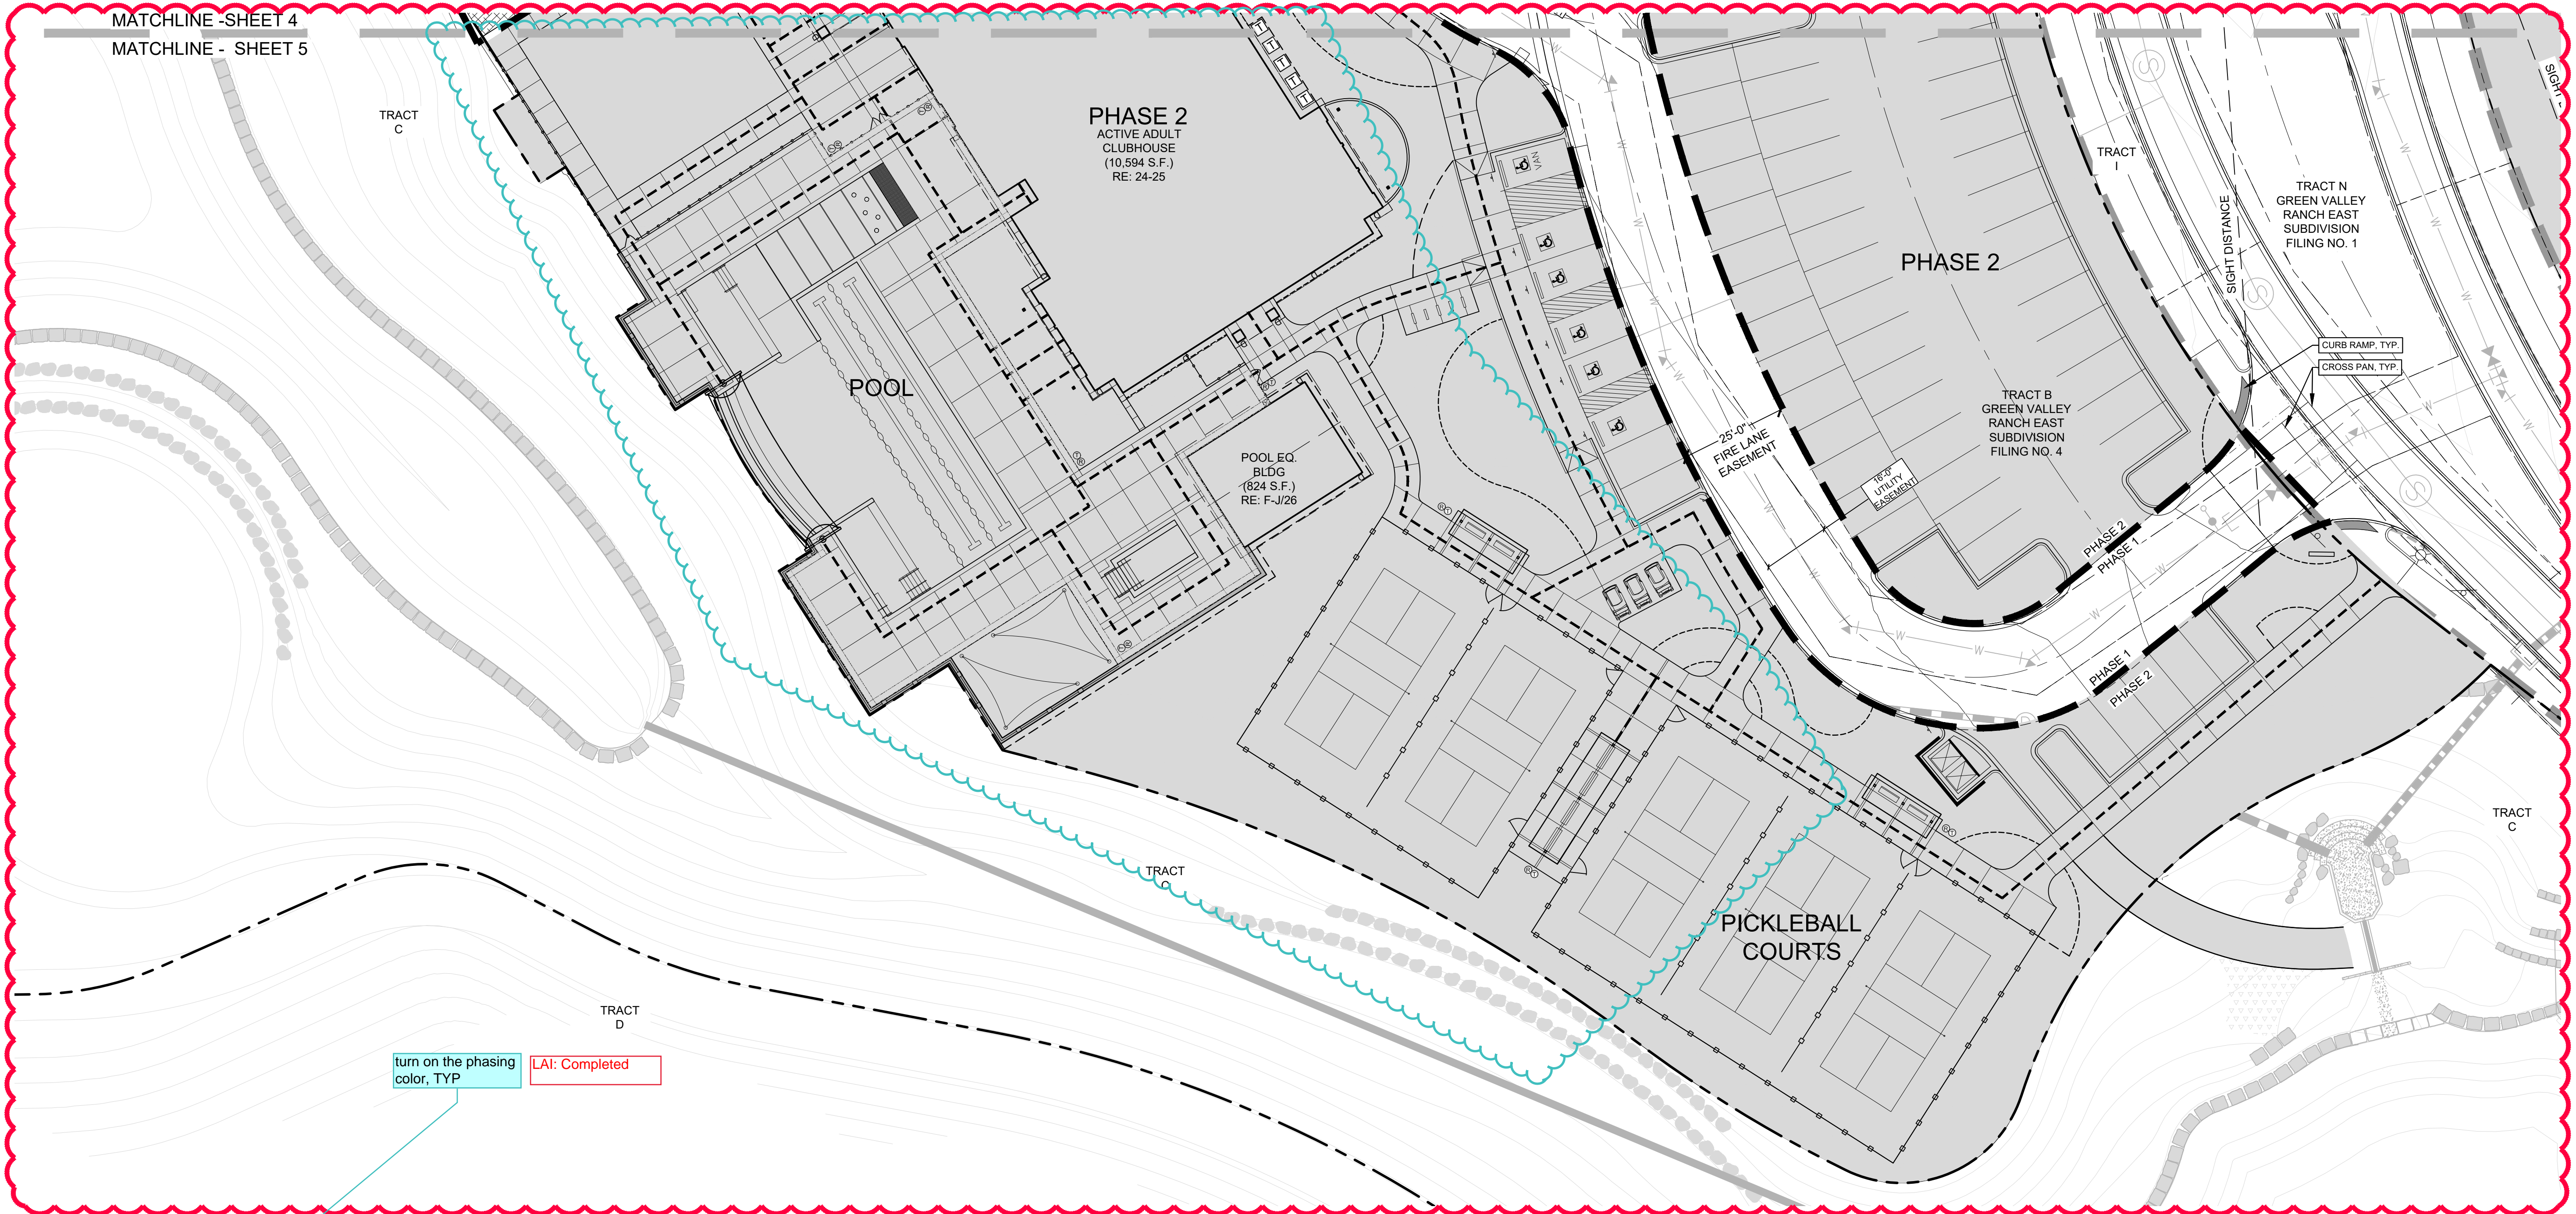 MATCHLINE -SHEET 4
MATCHLINE - SHEET 5
TRACT
C
PHASE 2
ACTIVE ADULT
CLUBHOUSE
(10,594 S.F.)
RE: 24-25
VAN
TRACT
I
SIGHT DISTANCE
TRACT N
GREEN VALLEY
RANCH EAST
SUBDIVISION
FILING NO. 1
PHASE 2
CURB RAMP, TYP.
CROSS PAN, TYP.
POOL
TRACT B
GREEN VALLEY
RANCH EAST
SUBDIVISION
FILING NO. 4
25'-0"
FIRE LANE
EASEMENT
16'-0"
UTILITY
EASEMENT
POOL EQ.
BLDG
(824 S.F.)
RE: F-J/26
PHASE 2
PHASE 1
PHASE 1
PHASE 2
TRACT
C
TRACT
C
PICKLEBALL
COURTS
TRACT
D
turn on the phasing
color, TYP
LAI: Completed